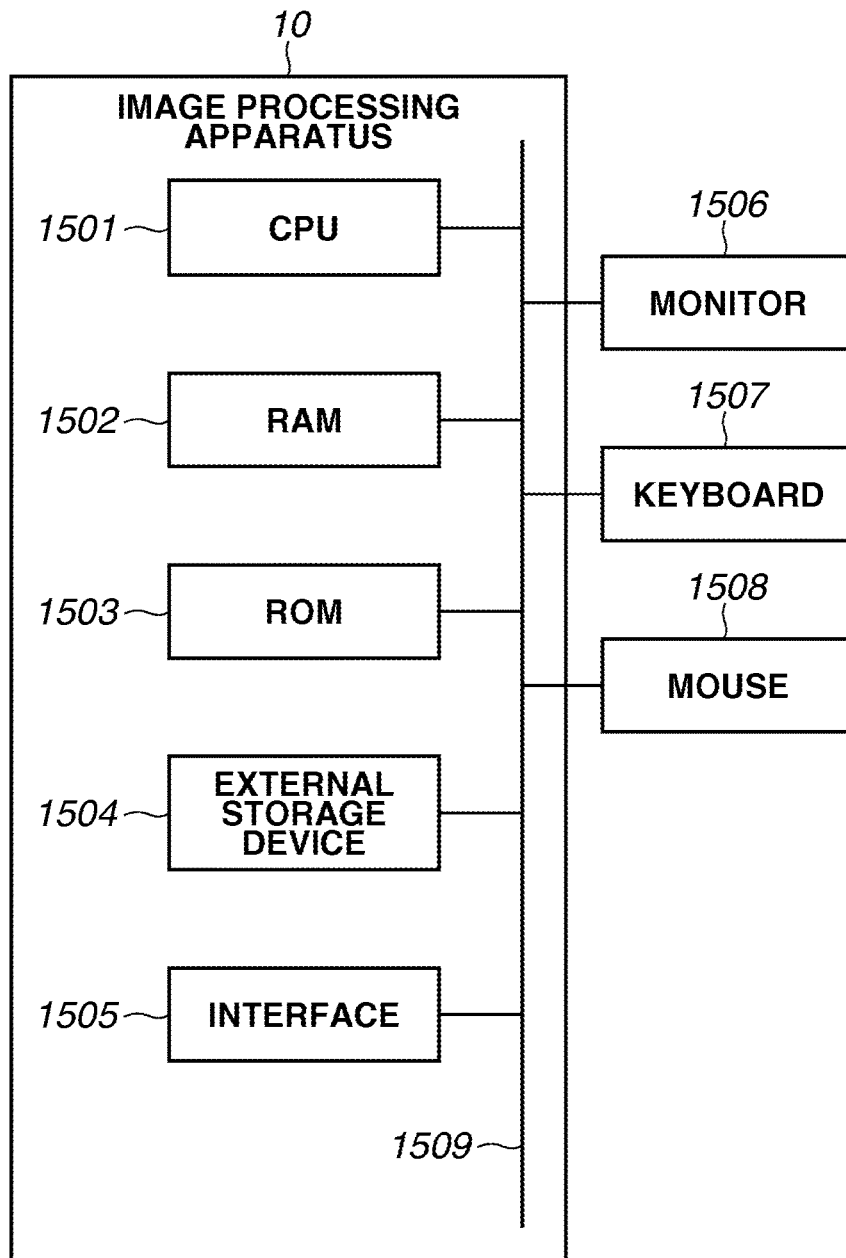 10
IMAGE PROCESSING
APPARATUS
1501
CPU
1506
MONITOR
1502
RAM
1507
KEYBOARD
1503
ROM
1508
MOUSE
1504
EXTERNAL
STORAGE
DEVICE
1505
INTERFACE
1509